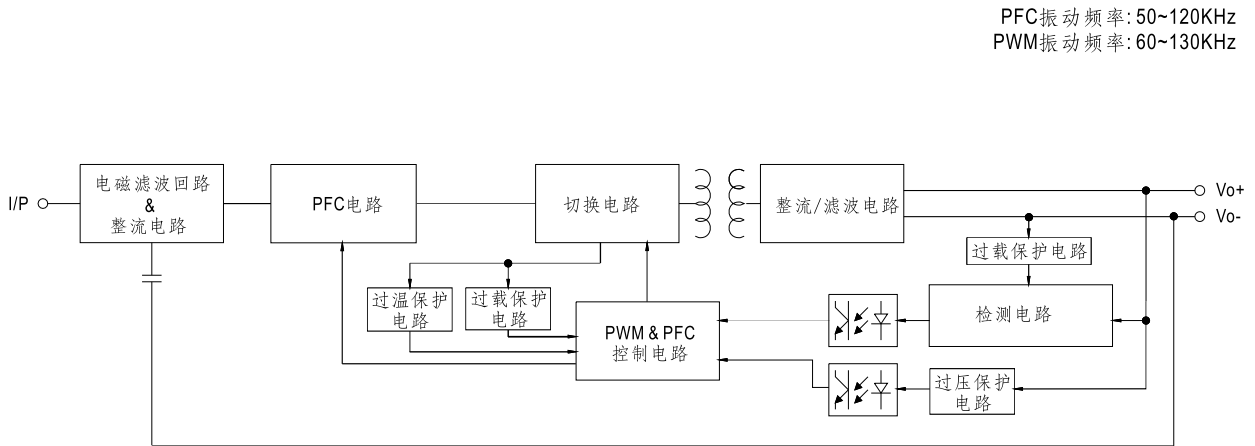 PFC振动频率: 50~120KHz
PWM振动频率: 60~130KHz
I/P
电磁滤波回路
&
整流电路
PFC电路
切换电路
整流/滤波电路
Vo+
Vo-
过载保护电路
过温保护
电路
过载保护
电路
PWM & PFC
控制电路
检测电路
过压保护
电路